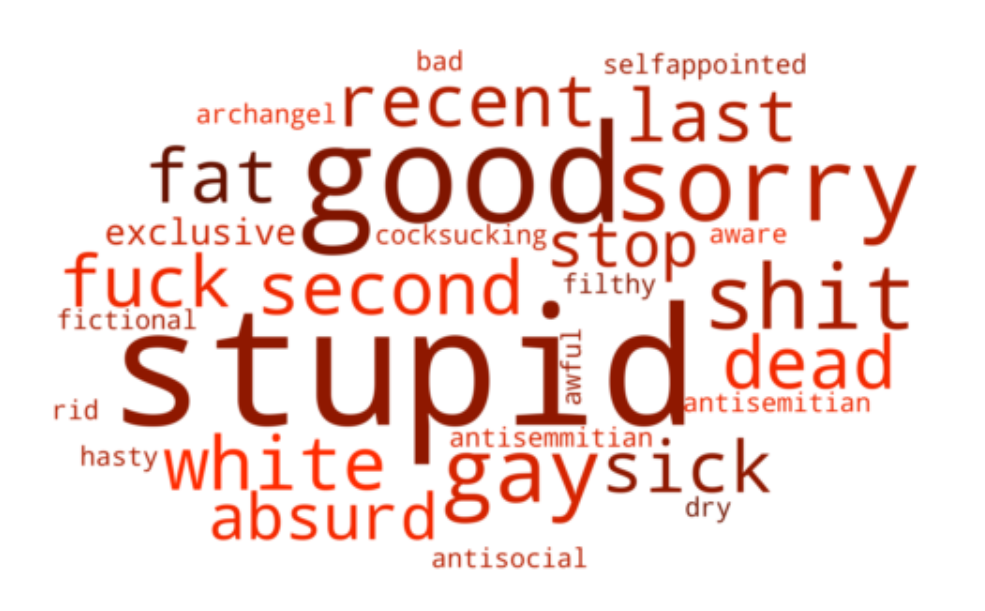 bad
selfappointed
recent
last
archangel
good
fat
sorry
exclusive
cocksucking
stop
aware
fuck
second
filthy
shit
fictional
stupid
awful
dead
rid
antisemitian
antisemmitian
hasty
white
gay
sick
absurd
dry
antisocial